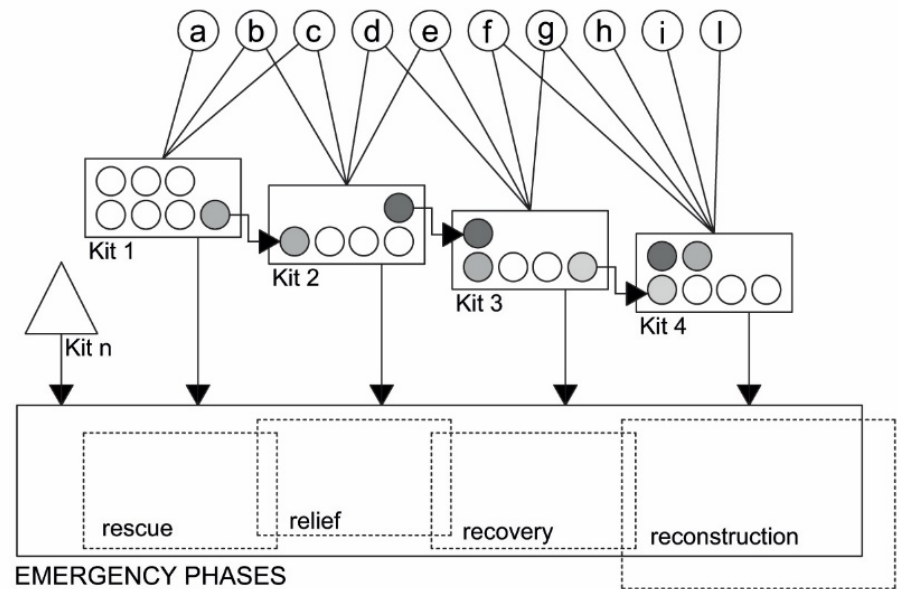 a b c d e f g h i l
Kit 1
Kit 2
Kit 3
Kit 4
Kit n
rescue
relief
recovery
reconstruction
EMERGENCY PHASES